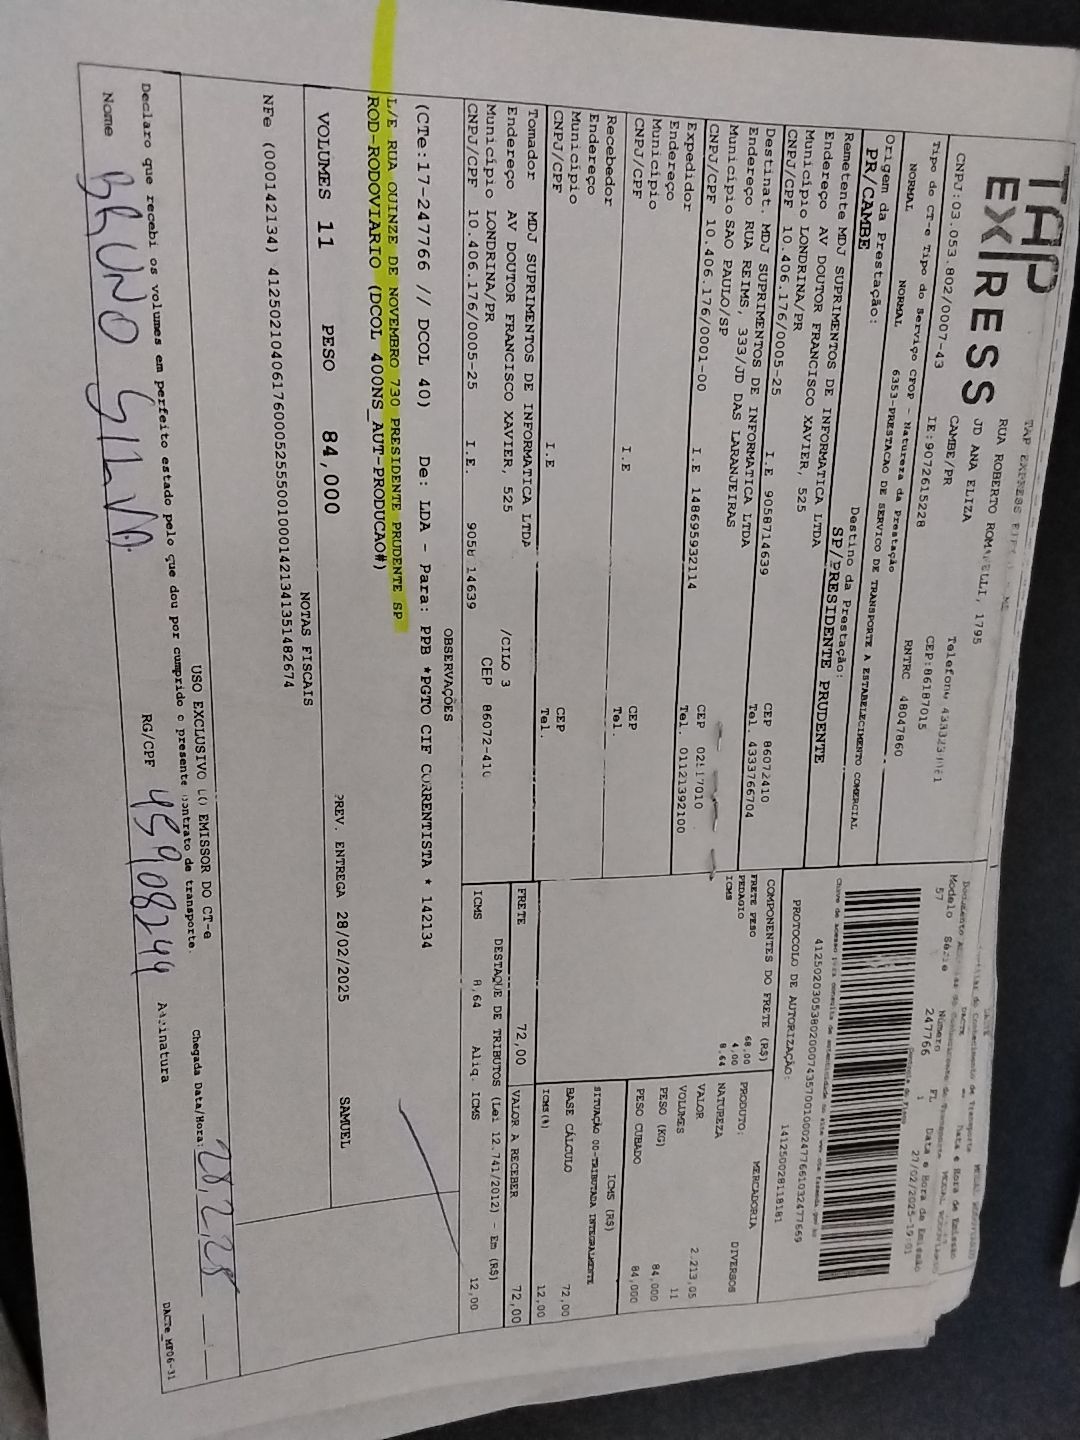 TAP
EXPRESS
RUA ROBERTO ROMANELLI, 1795
JD ANA ELIZA
CAMBE/PR
CNPJ:03.053.802/0007-43 IE:9072615228 CEP:86187015
RNTRC 48047860
Tipo do CT-e Tipo do Serviço CFOP - Natureza da Prestação
NORMAL NORMAL 6353-PRESTACAO DE SERVICO DE TRANSPORTE A ESTABELECIMENTO COMERCIAL
Origem da Prestação: Destino da Prestação:
PR/CAMBE SP/PRESIDENTE PRUDENTE
Remetente MDJ SUPRIMENTOS DE INFORMATICA LTDA
Endereço AV DOUTOR FRANCISCO XAVIER, 525
Município LONDRINA/PR CEP 86072410
CNPJ/CPF 10.406.176/0005-25 I.E 9058714639 Tel. 4333766704
Destinat. MDJ SUPRIMENTOS DE INFORMATICA LTDA
Endereço RUA REIMS, 333/JD DAS LARANJEIRAS
Município SAO PAULO/SP CEP 02517010
CNPJ/CPF 10.406.176/0001-00 I.E 148695932114 Tel. 01121392100
Expedidor
Endereço
Município CEP
CNPJ/CPF I.E Tel.
Recebedor
Endereço
Município CEP
CNPJ/CPF I.E Tel.
Tomador MDJ SUPRIMENTOS DE INFORMATICA LTDA
Endereço AV DOUTOR FRANCISCO XAVIER, 525 /CILO 3
Município LONDRINA/PR CEP 86072-410
CNPJ/CPF 10.406.176/0005-25 I.E.
Modelo Série Número FL Data e Hora de Emissão
57 247766 1 27/02/2025-19:01
41250203053802000743570010002477661032477669
PROTOCOLO DE AUTORIZAÇÃO: 141250028118181
COMPONENTES DO FRETE (R$)
FRETE PESO 68,00
PEDAGIO 4,00
ICMS 8,64
PRODUTO: MERCADORIA
NATUREZA DIVERSOS
VALOR 2.213,05
VOLUMES 11
PESO (KG) 84,000
PESO CUBADO 84,000
ICMS (R$)
SITUAÇÃO 00-TRIBUTADA INTEGRALMENTE
BASE CÁLCULO 72,00
ICMS(%) 12,00
FRETE 72,00 VALOR A RECEBER 72,00
DESTAQUE DE TRIBUTOS (Lei 12.741/2012) - Em (R$)
ICMS 8,64 Aliq. ICMS 12,00
OBSERVAÇÕES
(CTe:17-247766 // DCOL 40) De: LDA - Para: PPB *PGTO CIF CORRENTISTA * 142134
L/E RUA QUINZE DE NOVEMBRO 730 PRESIDENTE PRUDENTE SP
ROD-RODOVIARIO (DCOL 400NS_AUT-PRODUCAO#)
VOLUMES 11 PESO 84,000 PREV. ENTREGA 28/02/2025 SAMUEL
NOTAS FISCAIS
NFe (000142134) 41250210406176000525550010001421341351482674
USO EXCLUSIVO DO EMISSOR DO CT-e
Declaro que recebi os volumes em perfeito estado pelo que dou por cumprido o presente contrato de transporte.
Chegada Data/Hora:
Nome BRUNO SILVA RG/CPF 459083244 Assinatura
DACTe_MF06-31